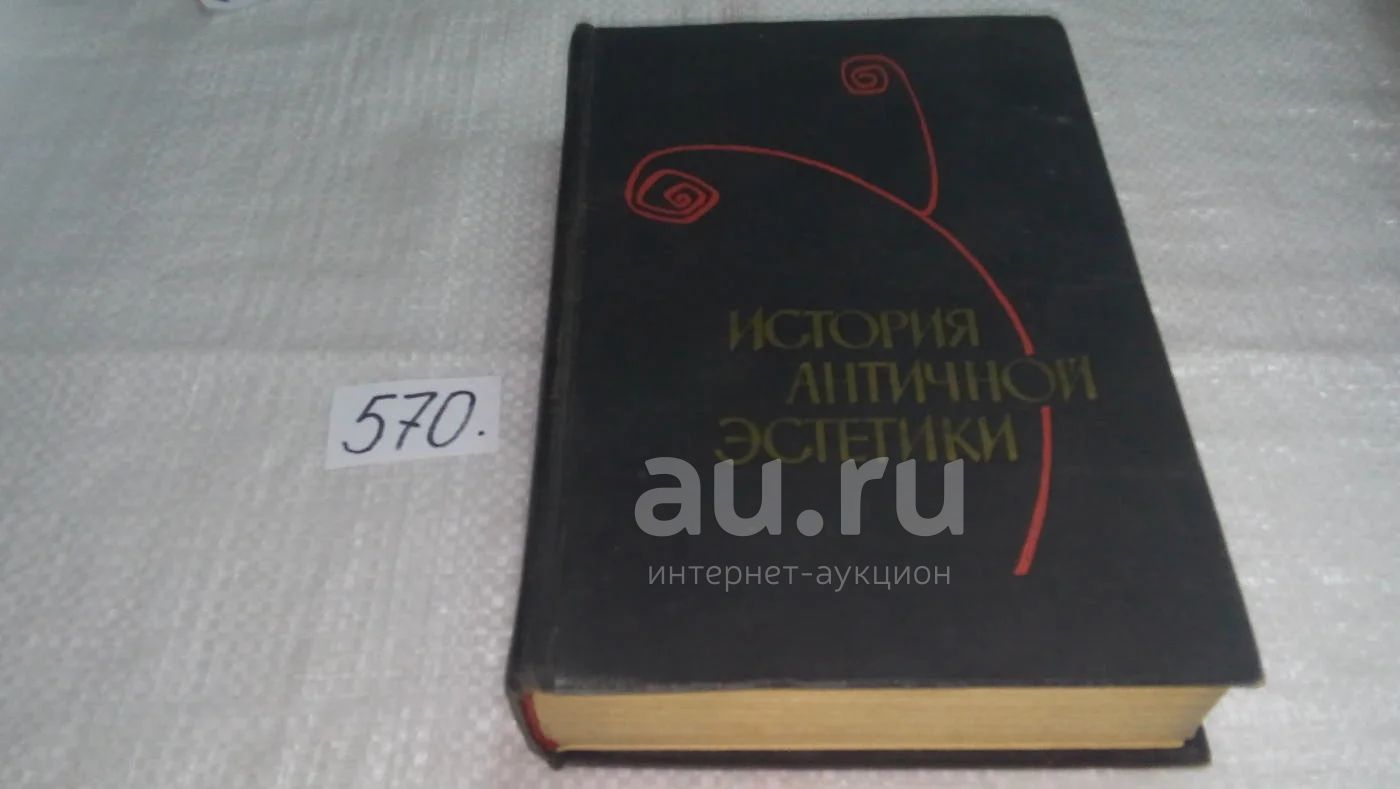 ИСТОРИЯ
АНТИЧНОЙ
ЭСТЕТИКИ
570.
au.ru
интернет-аукцион